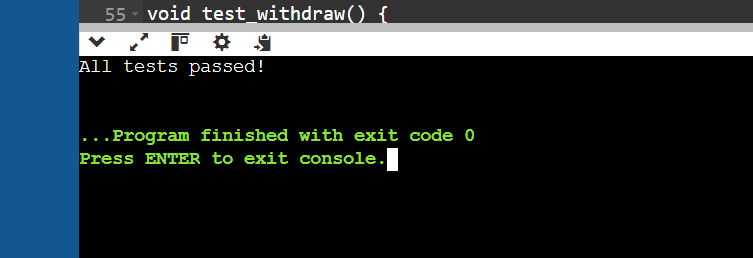 55 void test_withdraw() {
All tests passed!
...Program finished with exit code 0
Press ENTER to exit console.